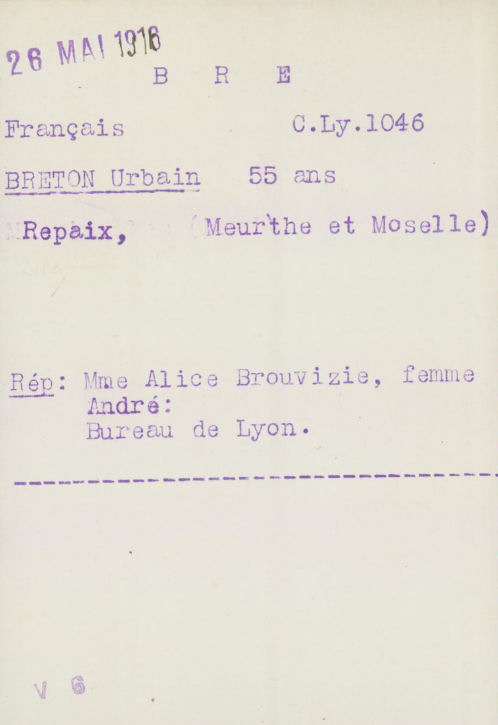 26 MAI 1916
B R E
Français C.Ly.1046
BRETON Urbain 55 ans
Repaix, (Meurthe et Moselle)
Rép: Mme Alice Brouvizie, femme
André:
Bureau de Lyon.
V 6